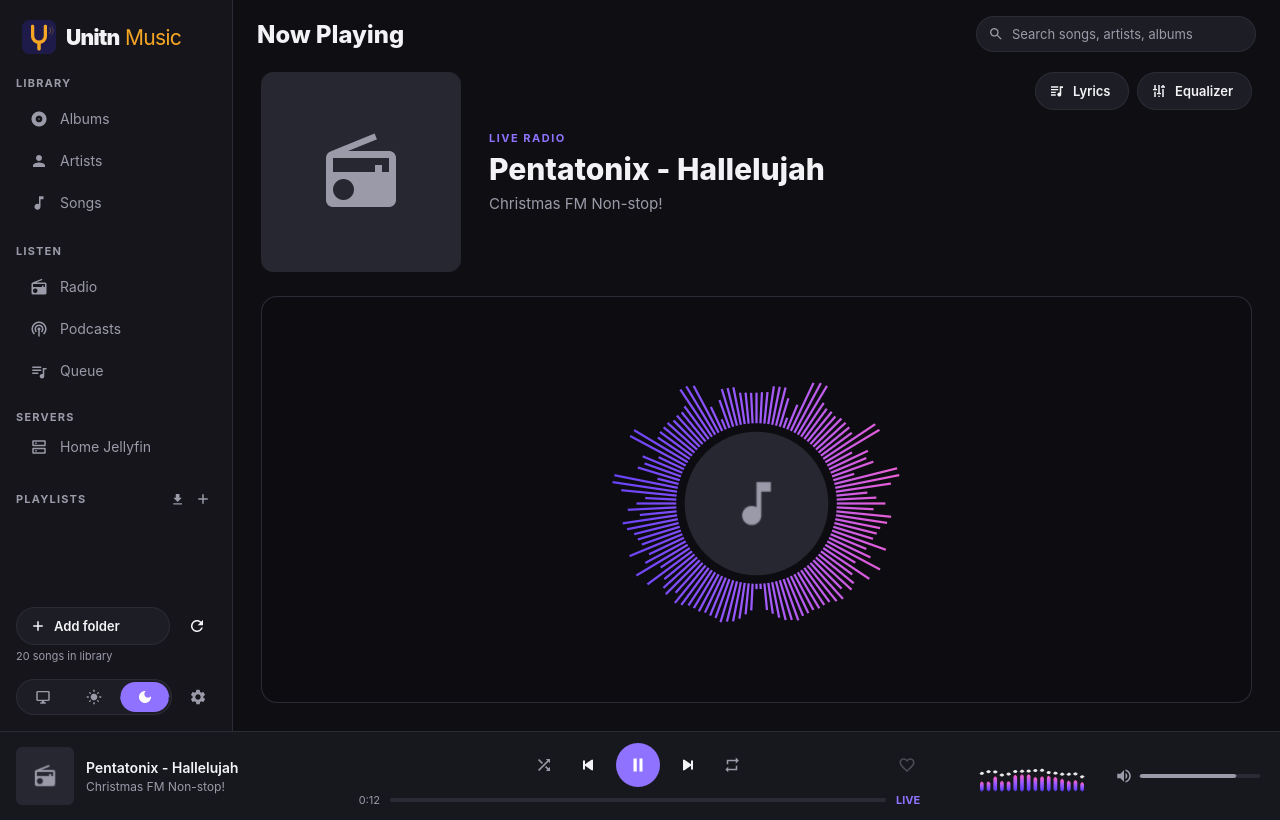 Unitn Music
LIBRARY
Albums
Artists
Songs
LISTEN
Radio
Podcasts
Queue
SERVERS
Home Jellyfin
PLAYLISTS
Add folder
20 songs in library
Now Playing
Search songs, artists, albums
Lyrics
Equalizer
LIVE RADIO
Pentatonix - Hallelujah
Christmas FM Non-stop!
Pentatonix - Hallelujah
Christmas FM Non-stop!
0:12
LIVE